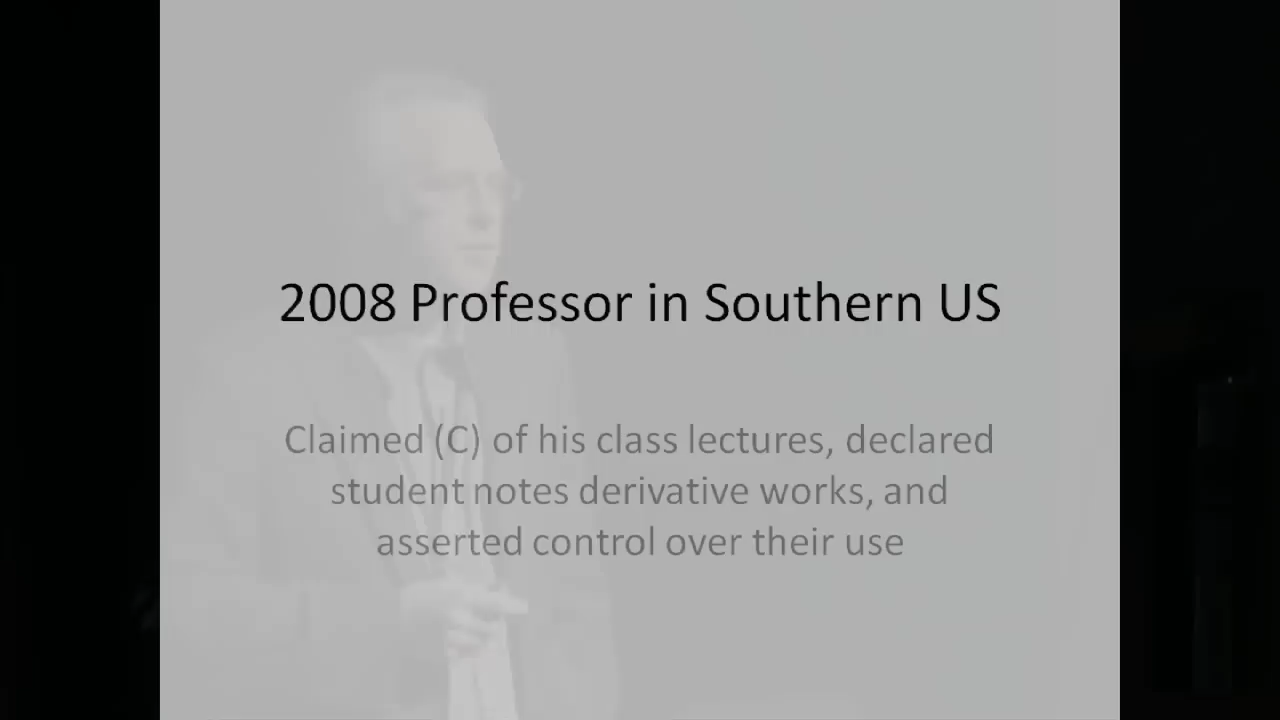 2008 Professor in Southern US
Claimed (C) of his class lectures, declared
student notes derivative works, and
asserted control over their use